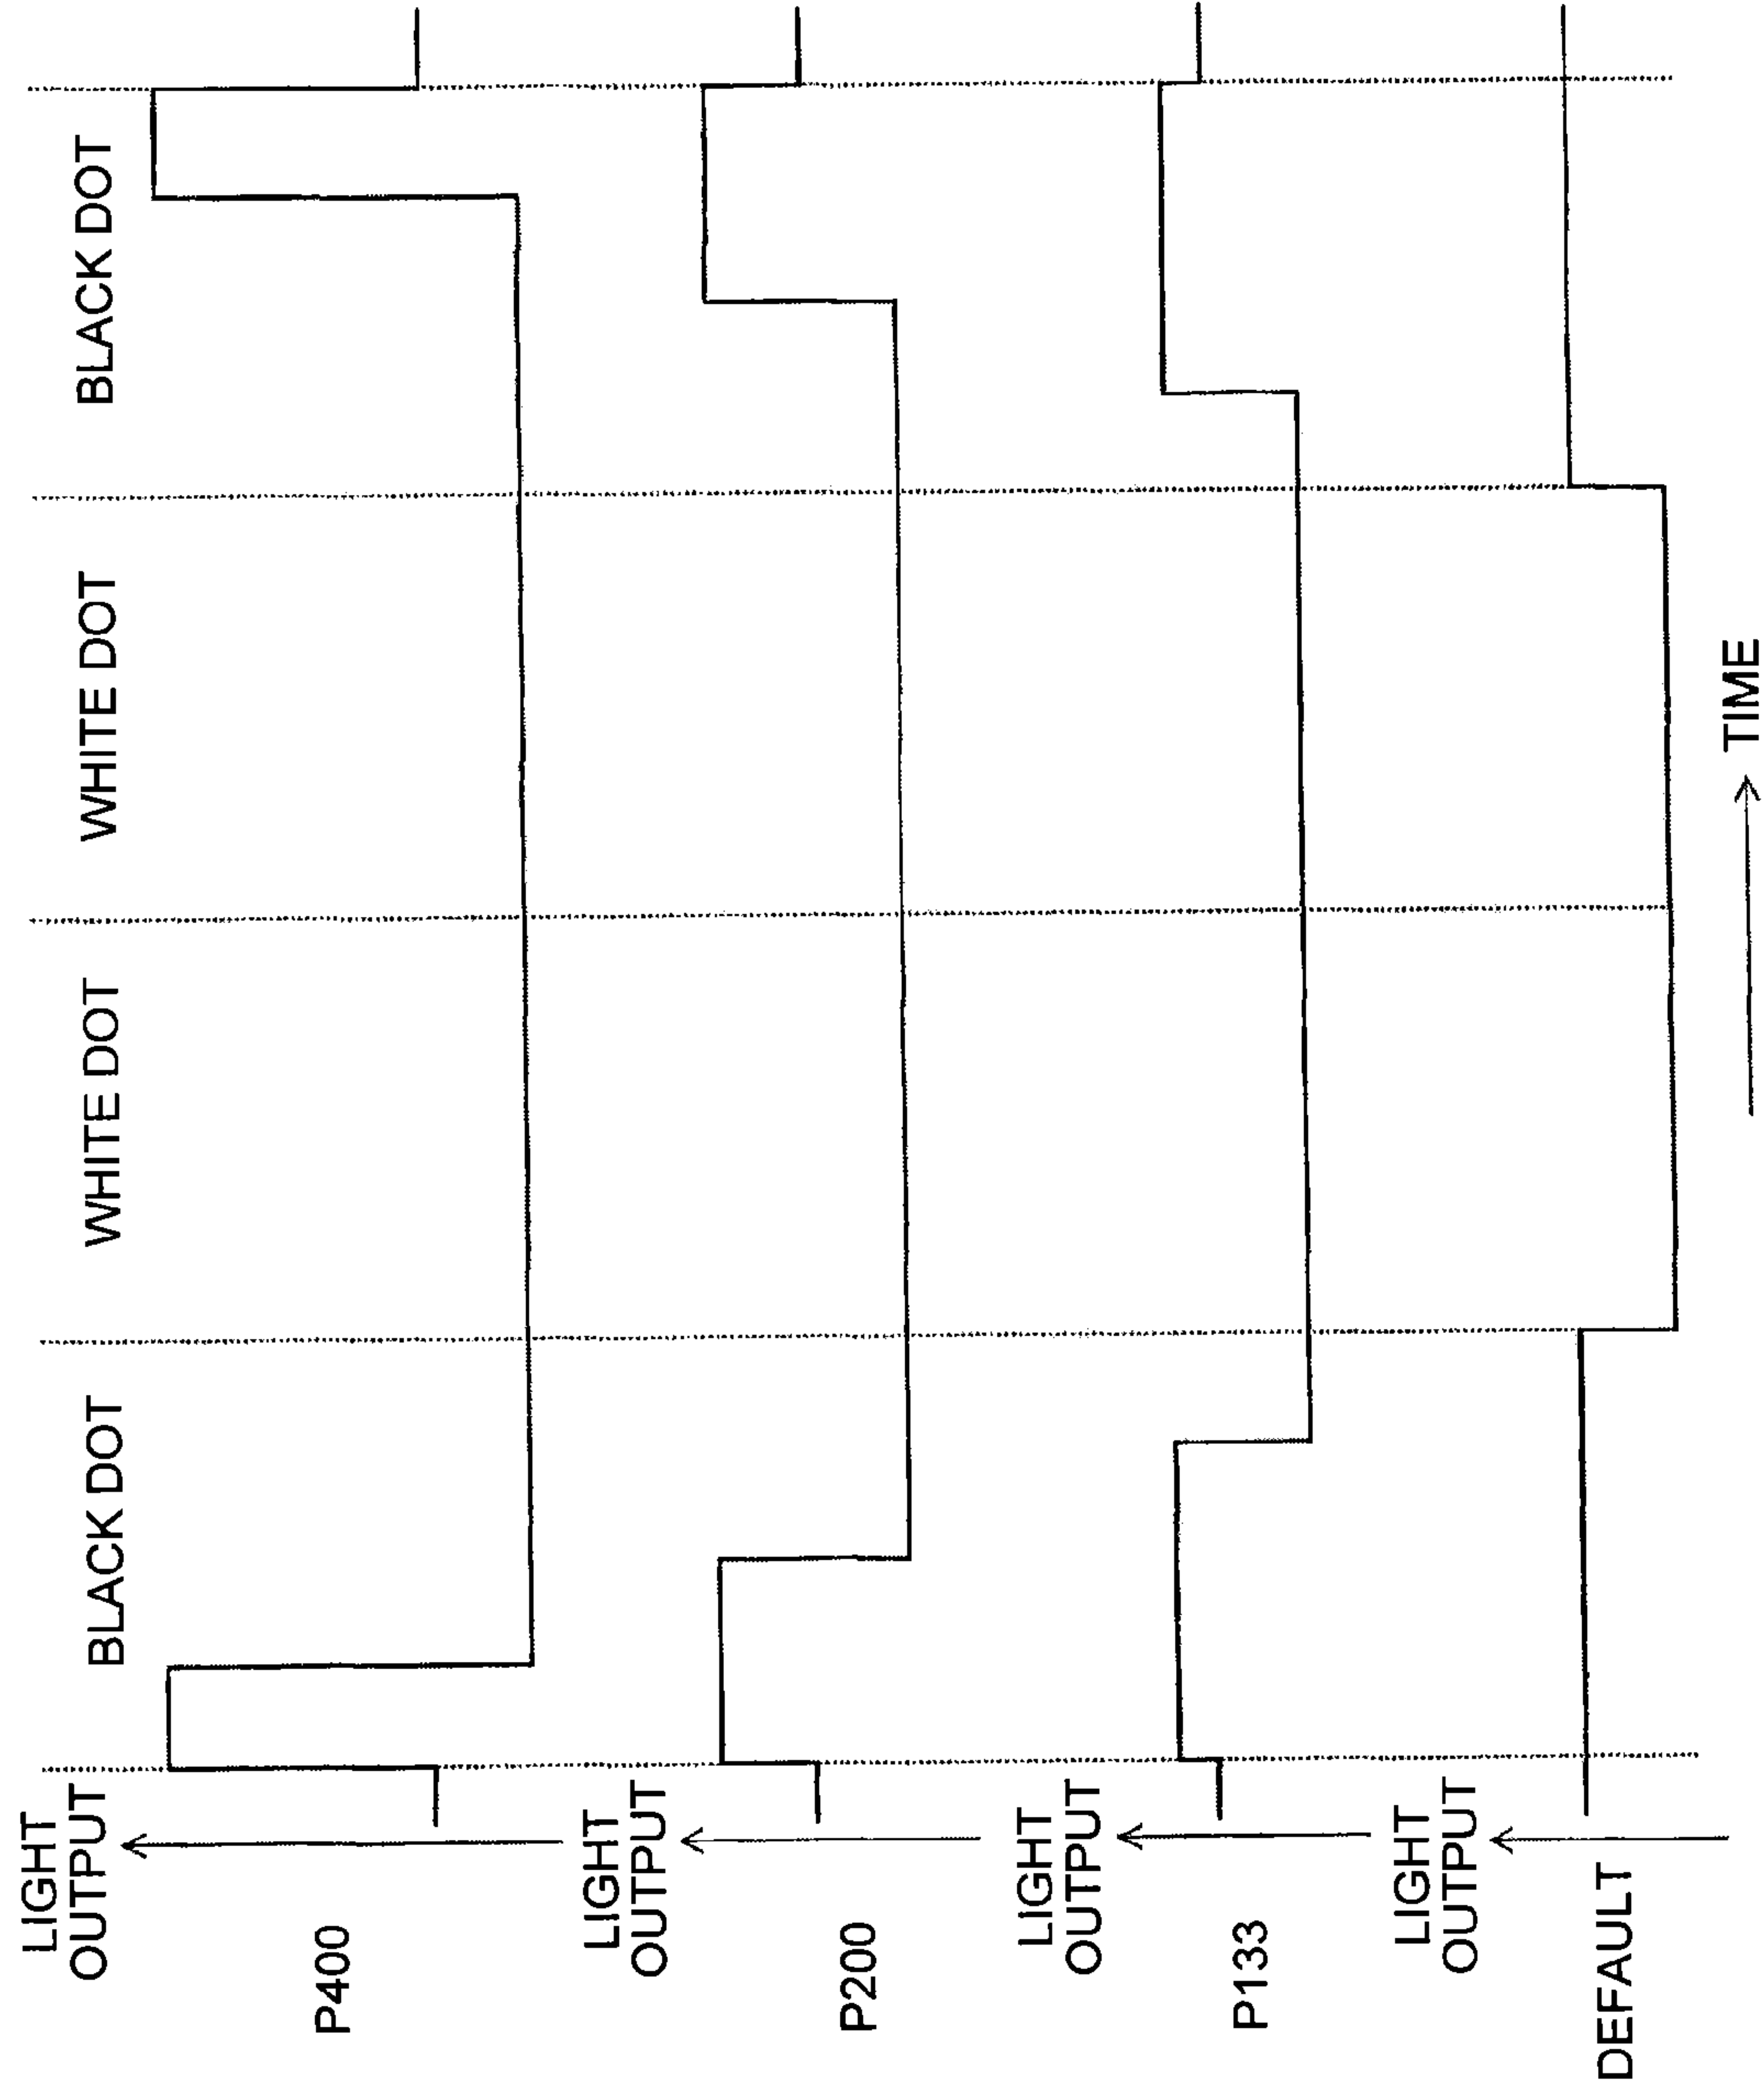 BLACK DOT
WHITE DOT
WHITE DOT
BLACK DOT
LIGHT
OUTPUT
P400
LIGHT
OUTPUT
P200
LIGHT
OUTPUT
P133
LIGHT
OUTPUT
DEFAULT
TIME